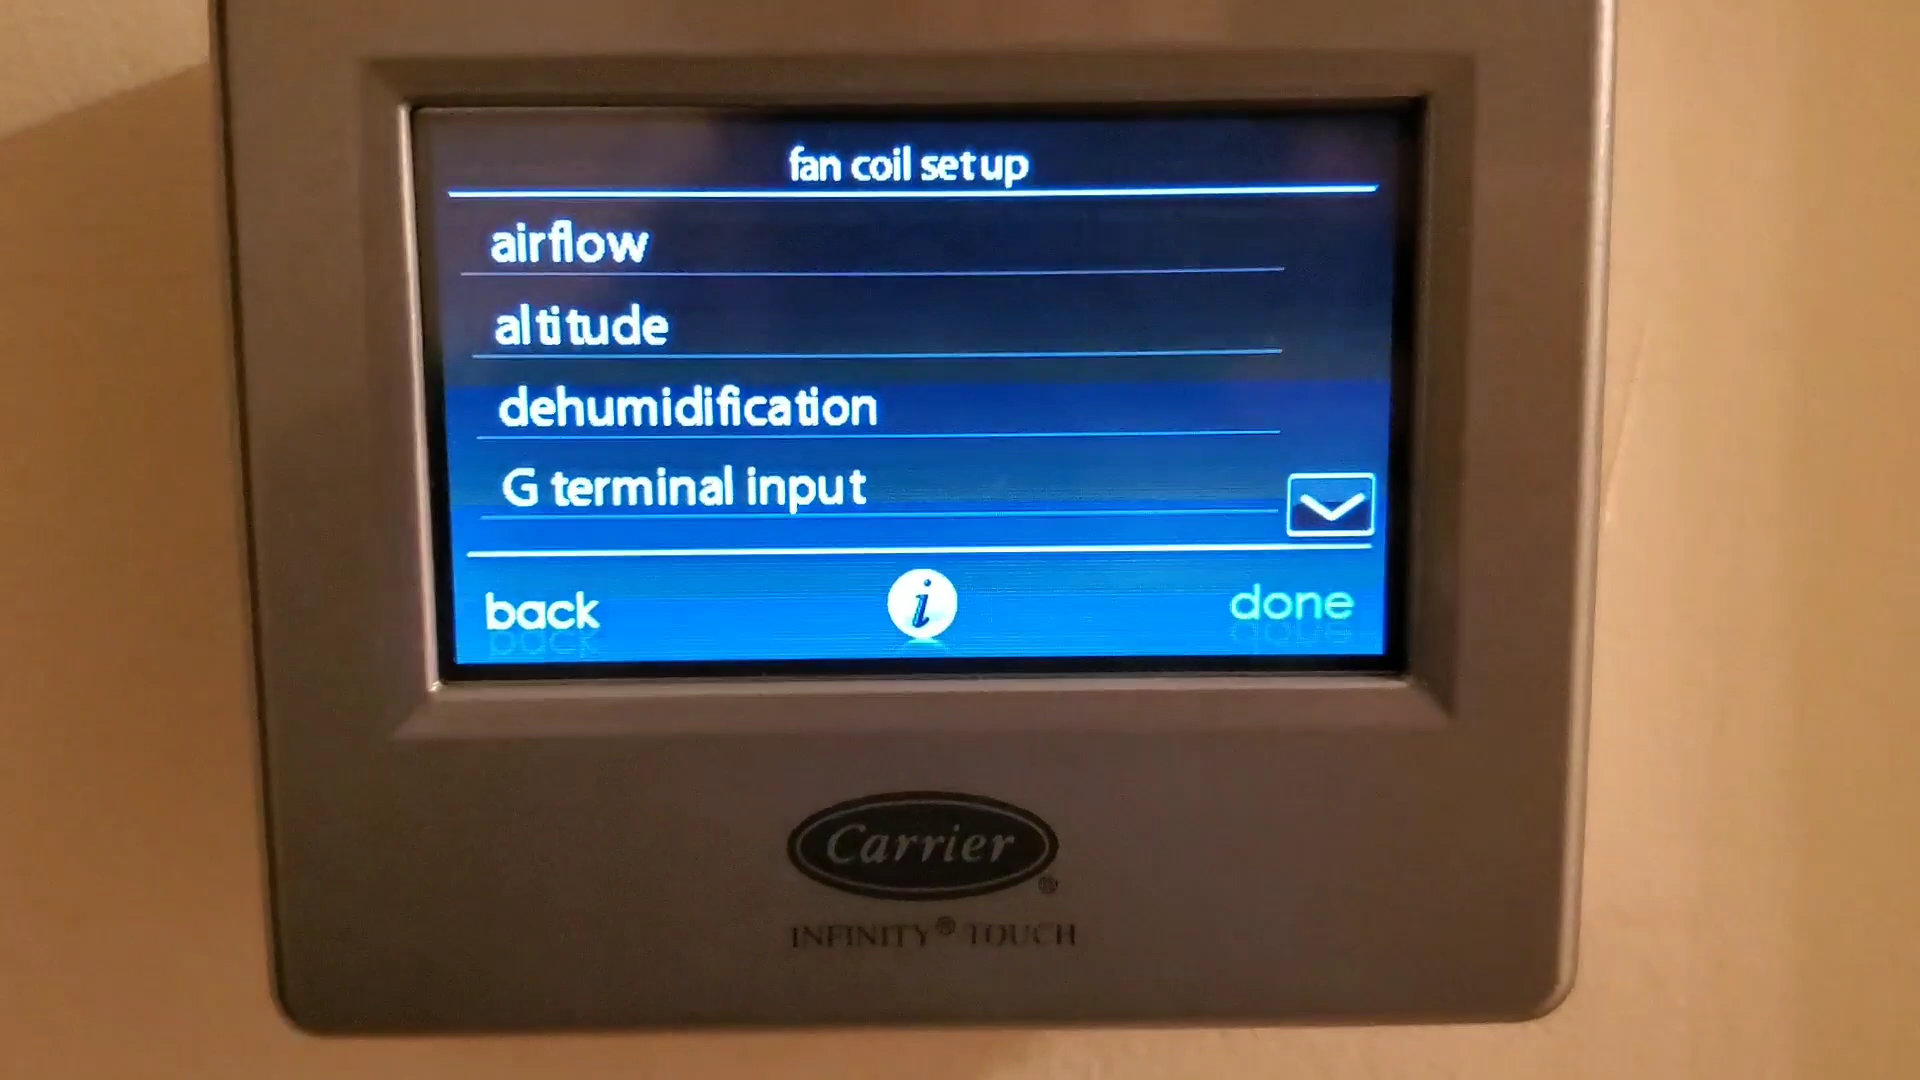 fan coil setup
airflow
altitude
dehumidification
G terminal input
back
i
done
Carrier
®
INFINITY® TOUCH